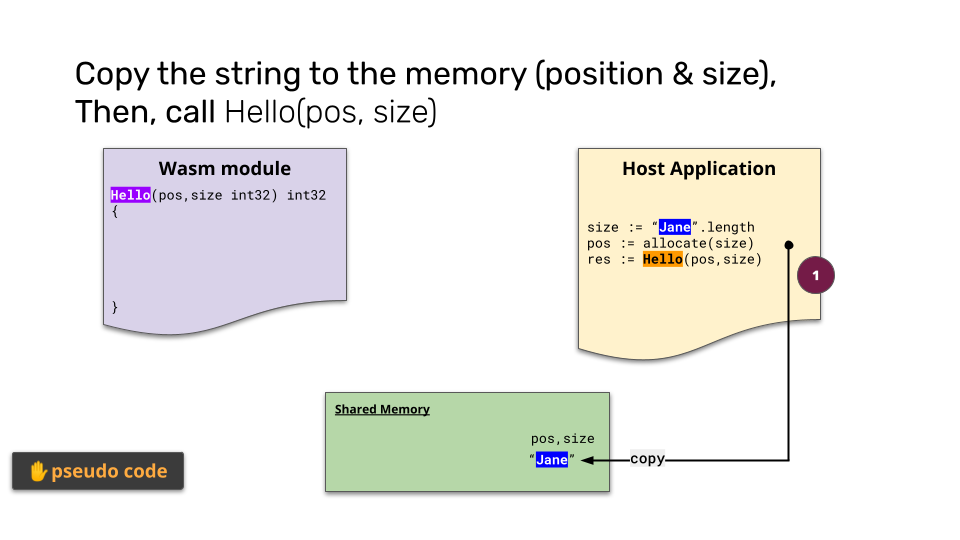 Copy the string to the memory (position & size),
Then, call Hello(pos, size)
Wasm module
Hello(pos,size int32) int32
{
}
Host Application
size := “Jane”.length
pos := allocate(size)
res := Hello(pos,size)
1
Shared Memory
pos,size
“Jane”
copy
✋pseudo code